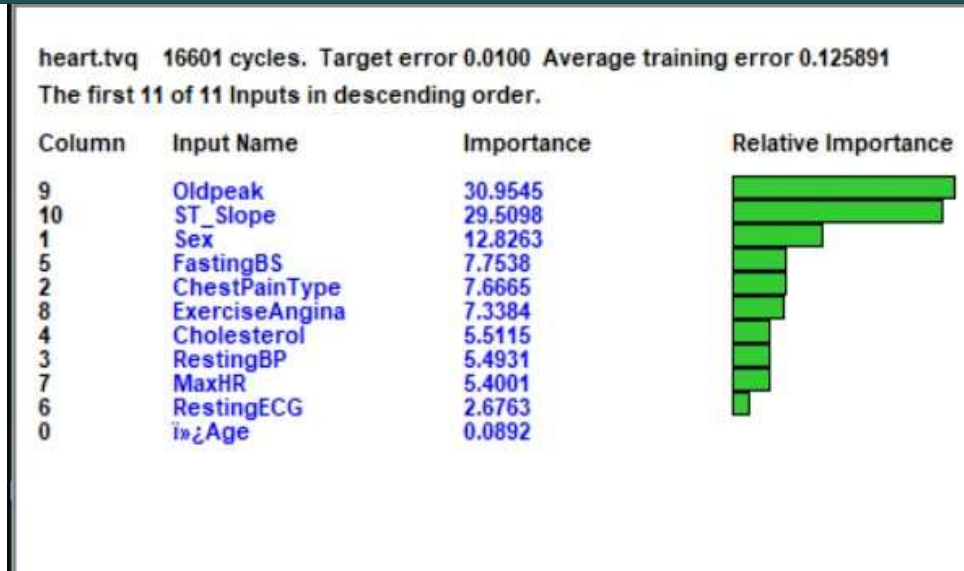 heart.tvq 16601 cycles. Target error 0.0100 Average training error 0.125891
The first 11 of 11 Inputs in descending order.
Column Input Name Importance Relative Importance
9 Oldpeak 30.9545
10 ST_Slope 29.5098
1 Sex 12.8263
5 FastingBS 7.7538
2 ChestPainType 7.6665
8 ExerciseAngina 7.3384
4 Cholesterol 5.5115
3 RestingBP 5.4931
7 MaxHR 5.4001
6 RestingECG 2.6763
0 ï»¿Age 0.0892